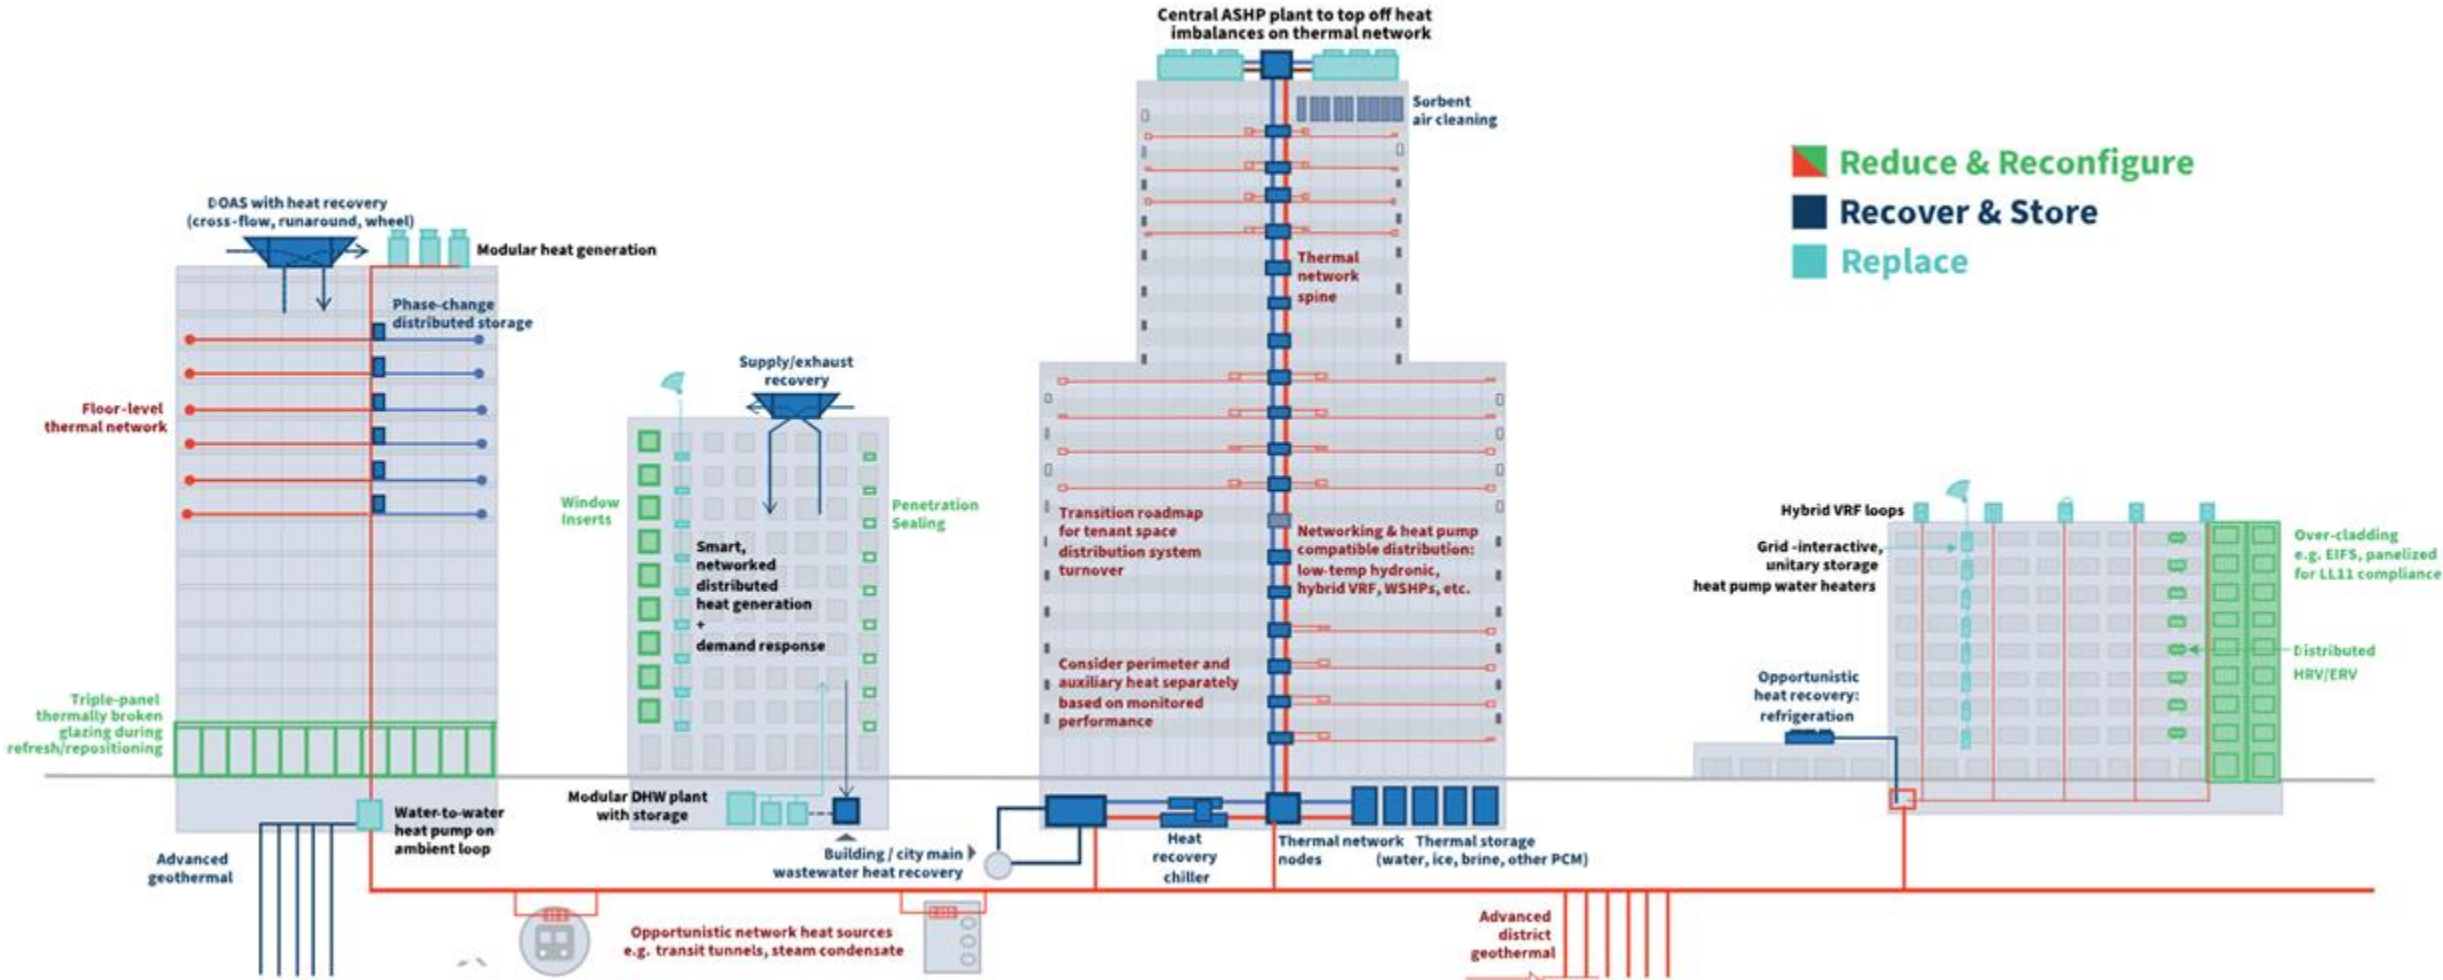 Central ASHP plant to top off heat
imbalances on thermal network
Sorbent
air cleaning
Reduce & Reconfigure
Recover & Store
Replace
DOAS with heat recovery
(cross-flow, runaround, wheel)
Modular heat generation
Phase-change
distributed storage
Floor-level
thermal network
Triple-panel
thermally broken
glazing during
refresh/repositioning
Water-to-water
heat pump on
ambient loop
Advanced
geothermal
Supply/exhaust
recovery
Window
Inserts
Penetration
Sealing
Smart,
networked
distributed
heat generation
+
demand response
Modular DHW plant
with storage
Building / city main
wastewater heat recovery
Thermal
network
spine
Transition roadmap
for tenant space
distribution system
turnover
Networking & heat pump
compatible distribution:
low-temp hydronic,
hybrid VRF, WSHPs, etc.
Consider perimeter and
auxiliary heat separately
based on monitored
performance
Heat
recovery
chiller
Thermal network
nodes
Thermal storage
(water, ice, brine, other PCM)
Opportunistic network heat sources
e.g. transit tunnels, steam condensate
Advanced
district
geothermal
Hybrid VRF loops
Grid -interactive,
unitary storage
heat pump water heaters
Opportunistic
heat recovery:
refrigeration
Over-cladding
e.g. EIFS, panelized
for LL11 compliance
Distributed
HRV/ERV